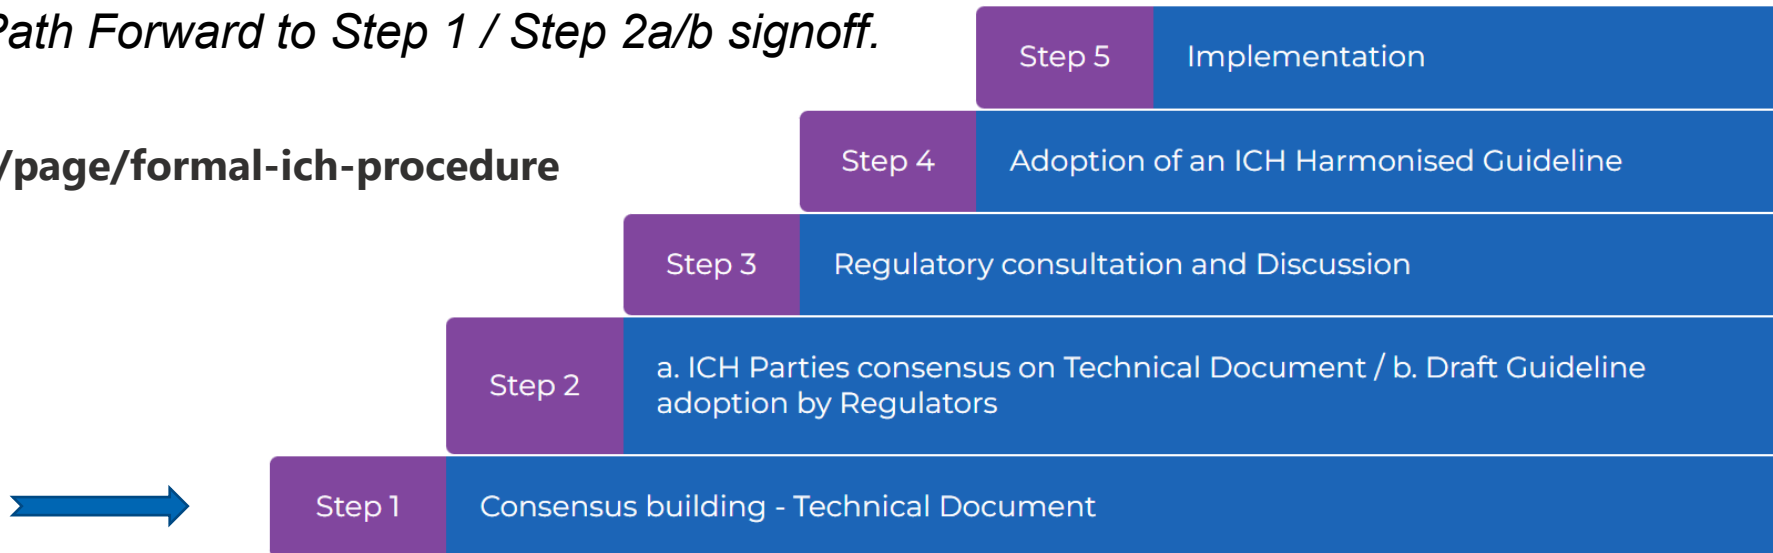 Path Forward to Step 1 / Step 2a/b signoff.
/page/formal-ich-procedure
Step 5 Implementation
Step 4 Adoption of an ICH Harmonised Guideline
Step 3 Regulatory consultation and Discussion
Step 2 a. ICH Parties consensus on Technical Document / b. Draft Guideline
adoption by Regulators
Step 1 Consensus building - Technical Document